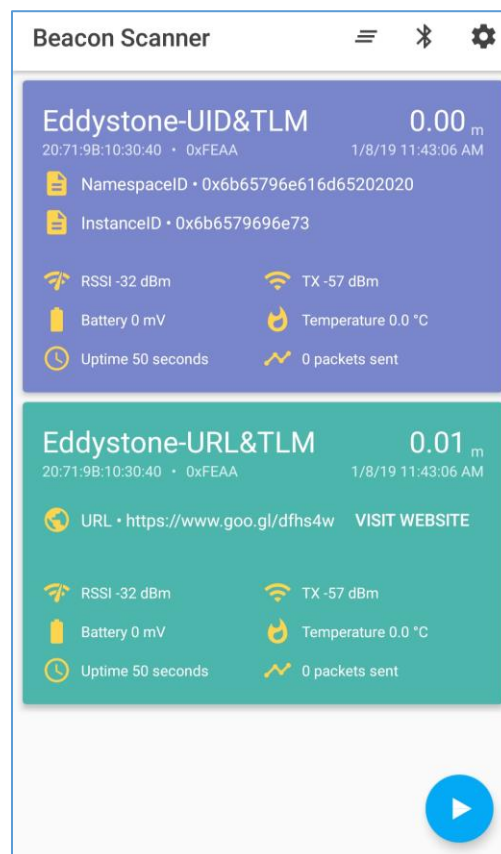 Beacon Scanner
Eddystone-UID&TLM 0.00 m
20:71:9B:10:30:40 • 0xFEAA 1/8/19 11:43:06 AM
NamespaceID • 0x6b65796e616d65202020
InstanceID • 0x6b6579696e73
RSSI -32 dBm TX -57 dBm
Battery 0 mV Temperature 0.0 °C
Uptime 50 seconds 0 packets sent
Eddystone-URL&TLM 0.01 m
20:71:9B:10:30:40 • 0xFEAA 1/8/19 11:43:06 AM
URL • https://www.goo.gl/dfhs4w VISIT WEBSITE
RSSI -32 dBm TX -57 dBm
Battery 0 mV Temperature 0.0 °C
Uptime 50 seconds 0 packets sent